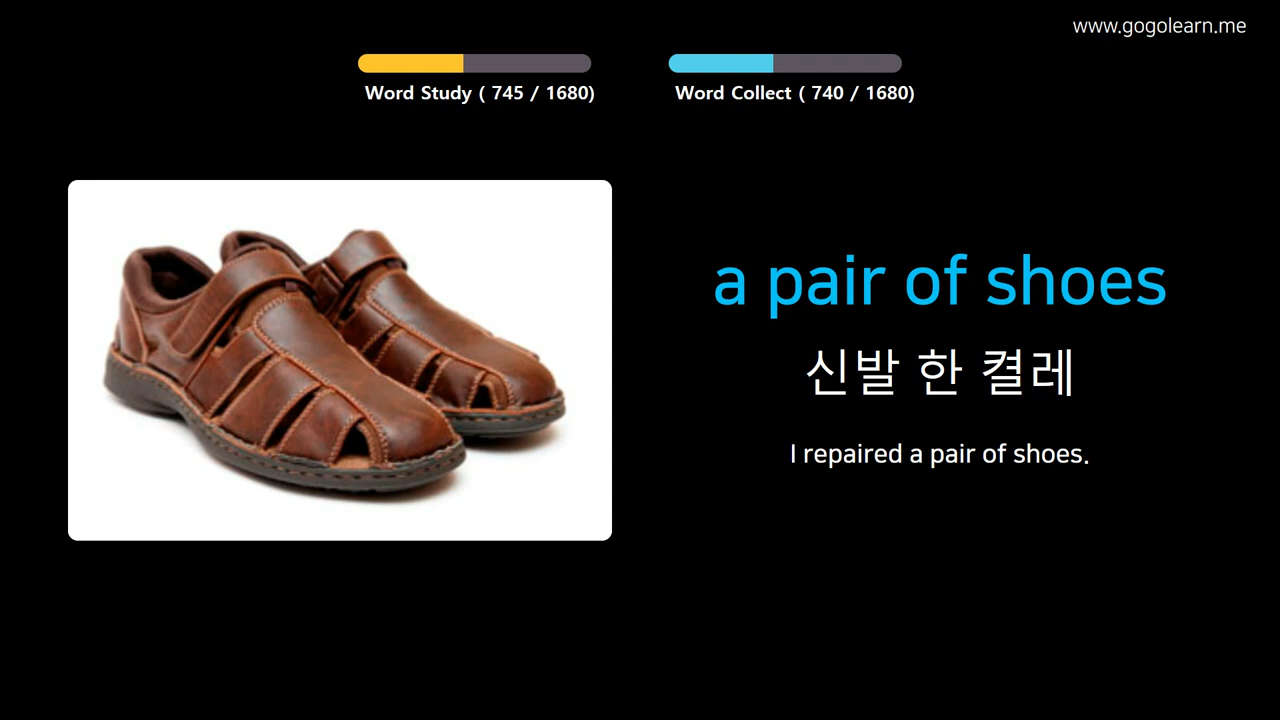 www.gogolearn.me
Word Study ( 745 / 1680)
Word Collect ( 740 / 1680)
a pair of shoes
신발 한 켤레
I repaired a pair of shoes.